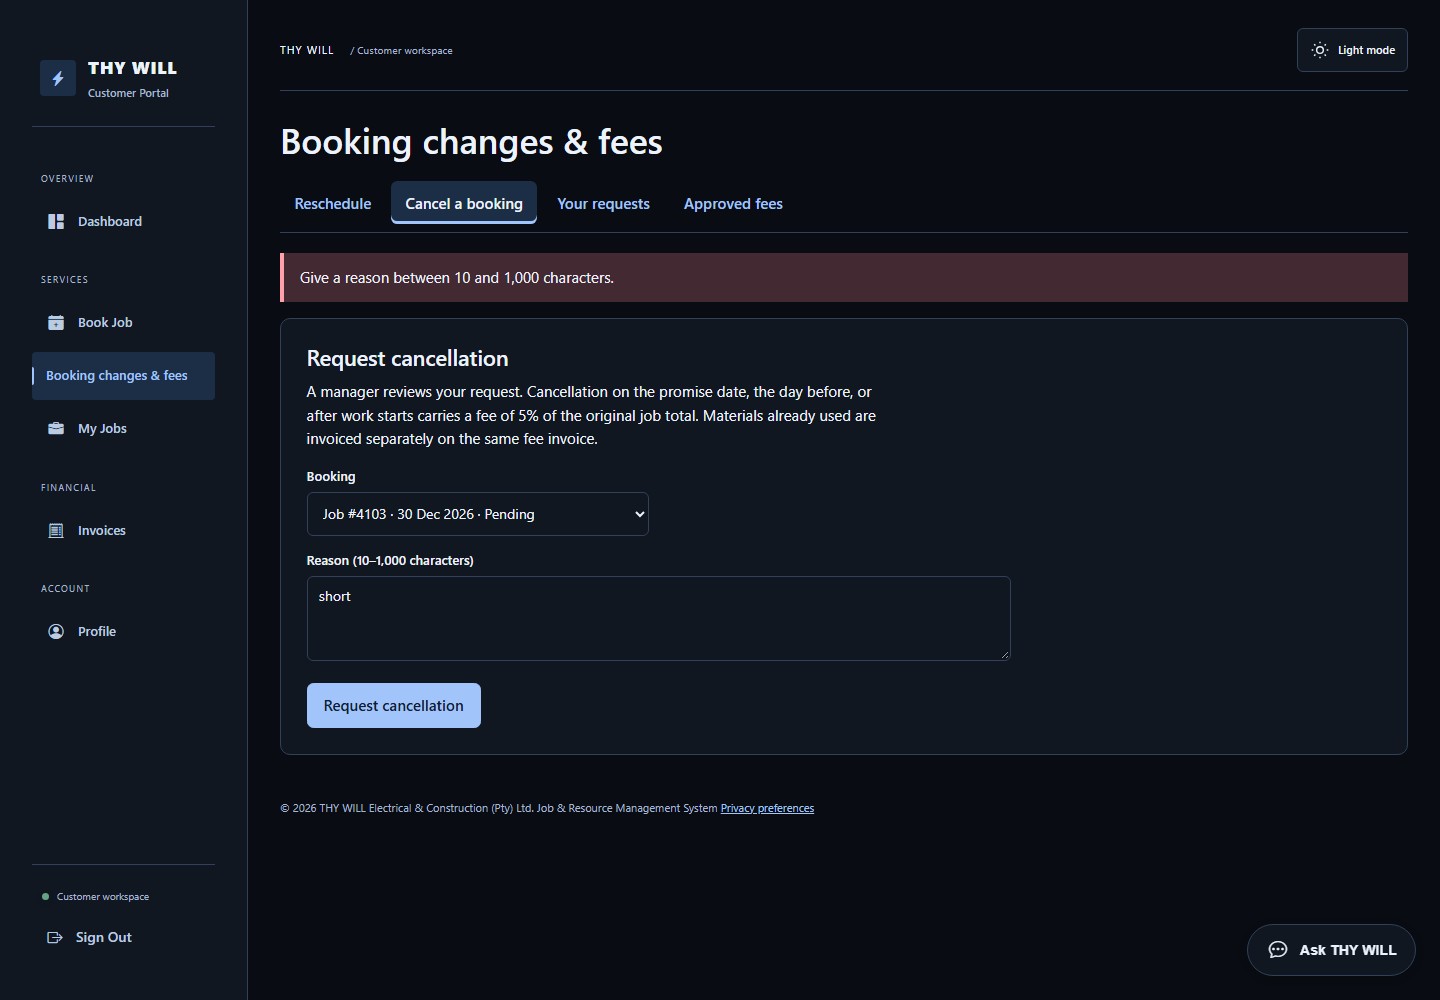 THY WILL
Customer Portal
OVERVIEW
Dashboard
SERVICES
Book Job
Booking changes & fees
My Jobs
FINANCIAL
Invoices
ACCOUNT
Profile
Customer workspace
Sign Out
THY WILL / Customer workspace
Light mode
Booking changes & fees
Reschedule Cancel a booking Your requests Approved fees
Give a reason between 10 and 1,000 characters.
Request cancellation
A manager reviews your request. Cancellation on the promise date, the day before, or
after work starts carries a fee of 5% of the original job total. Materials already used are
invoiced separately on the same fee invoice.
Booking
Job #4103 · 30 Dec 2026 · Pending
Reason (10–1,000 characters)
short
Request cancellation
© 2026 THY WILL Electrical & Construction (Pty) Ltd. Job & Resource Management System Privacy preferences
Ask THY WILL